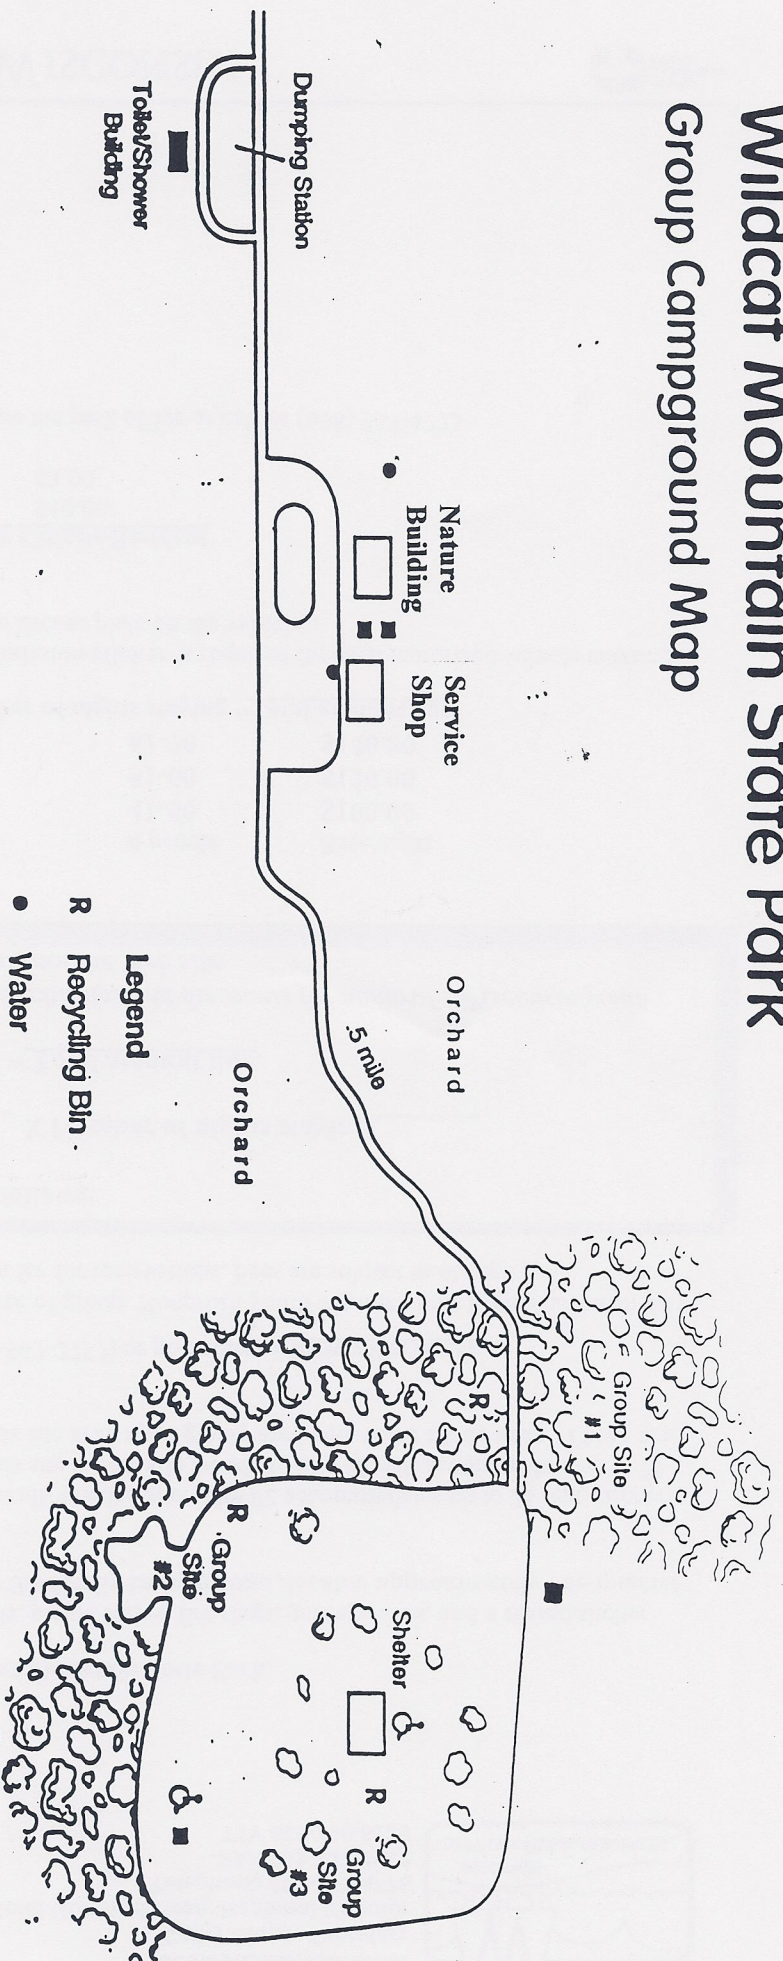 Wildcat Mountain State Park
Group Campground Map
Dumping Station
Toilet/Shower
Building
Nature
Building
Service
Shop
Orchard
.5 mile
Orchard
Group Site
#1
R
R
Group
Site
#2
Shelter
R
Group
Site
#3
Legend
R Recycling Bin
Water